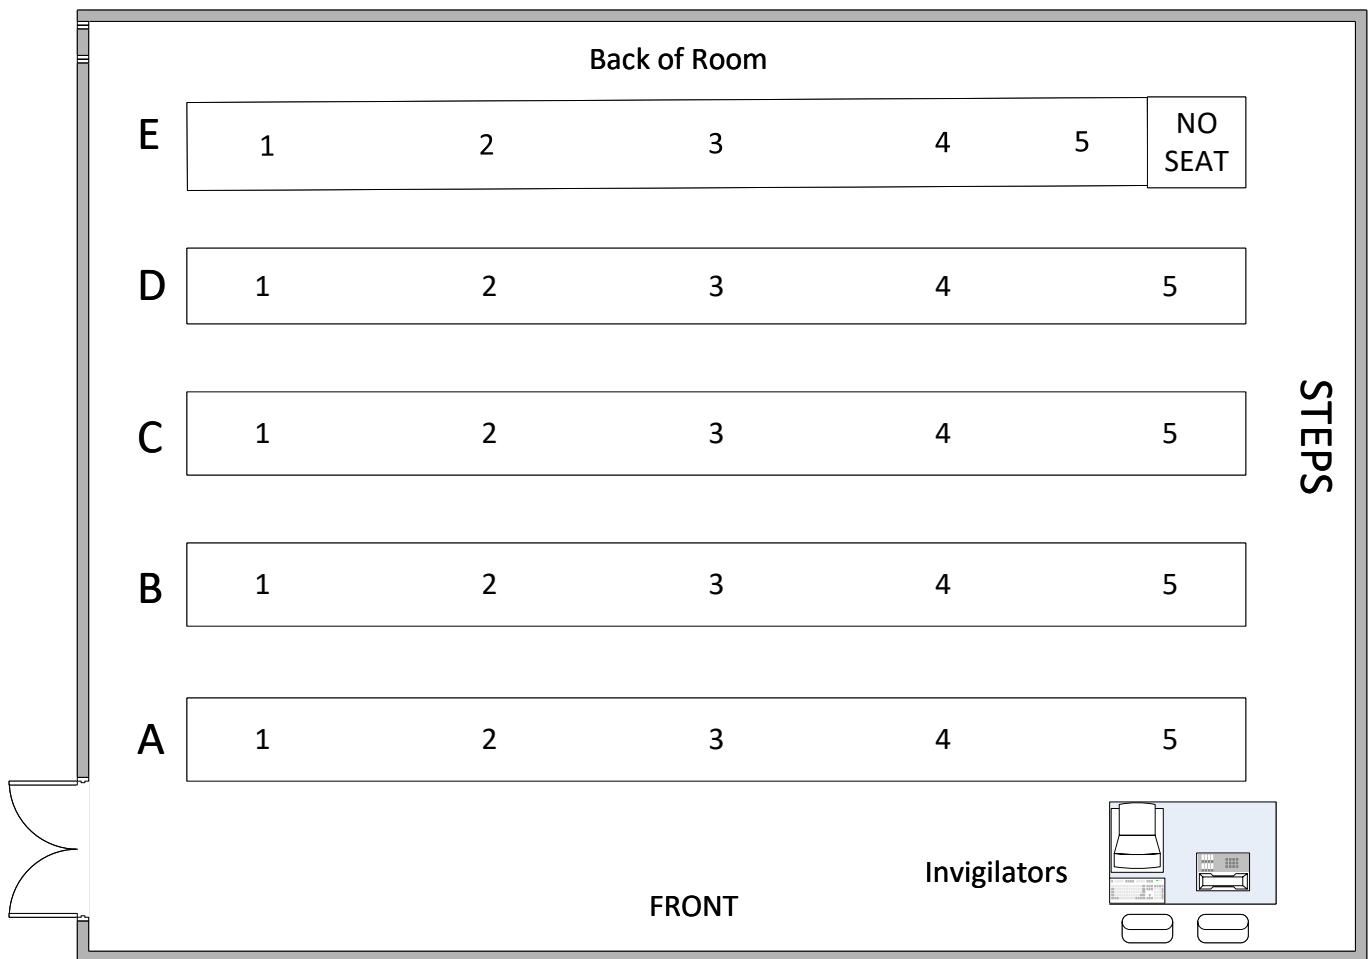 Back of Room
E 1 2 3 4 5 NO SEAT
D 1 2 3 4 5
C 1 2 3 4 5
STEPS
B 1 2 3 4 5
A 1 2 3 4 5
Invigilators
FRONT